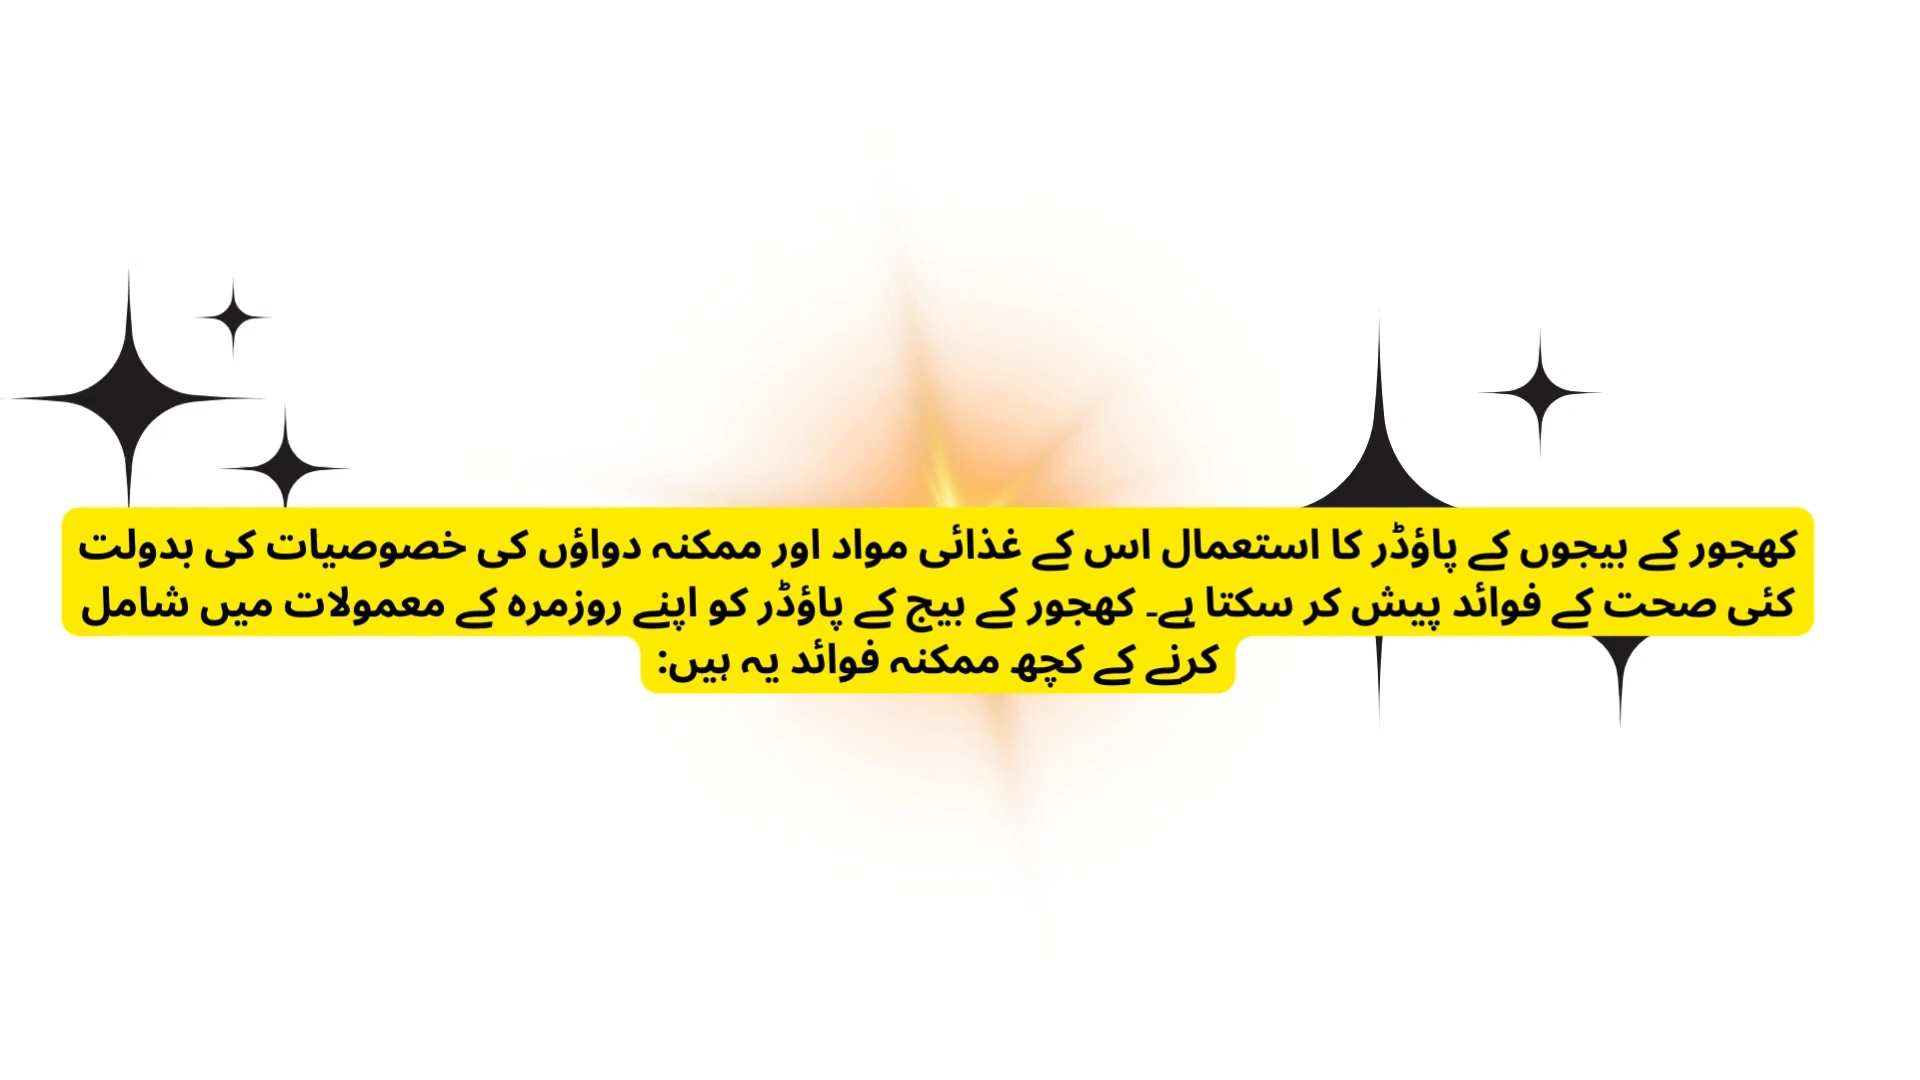 کھجور کے بیجوں کے پاؤڈر کا استعمال اس کے غذائی مواد اور ممکنہ دواؤں کی خصوصیات کی بدولت
کئی صحت کے فوائد پیش کر سکتا ہے۔ کھجور کے بیج کے پاؤڈر کو اپنے روزمرہ کے معمولات میں شامل
کرنے کے کچھ ممکنہ فوائد یہ ہیں: